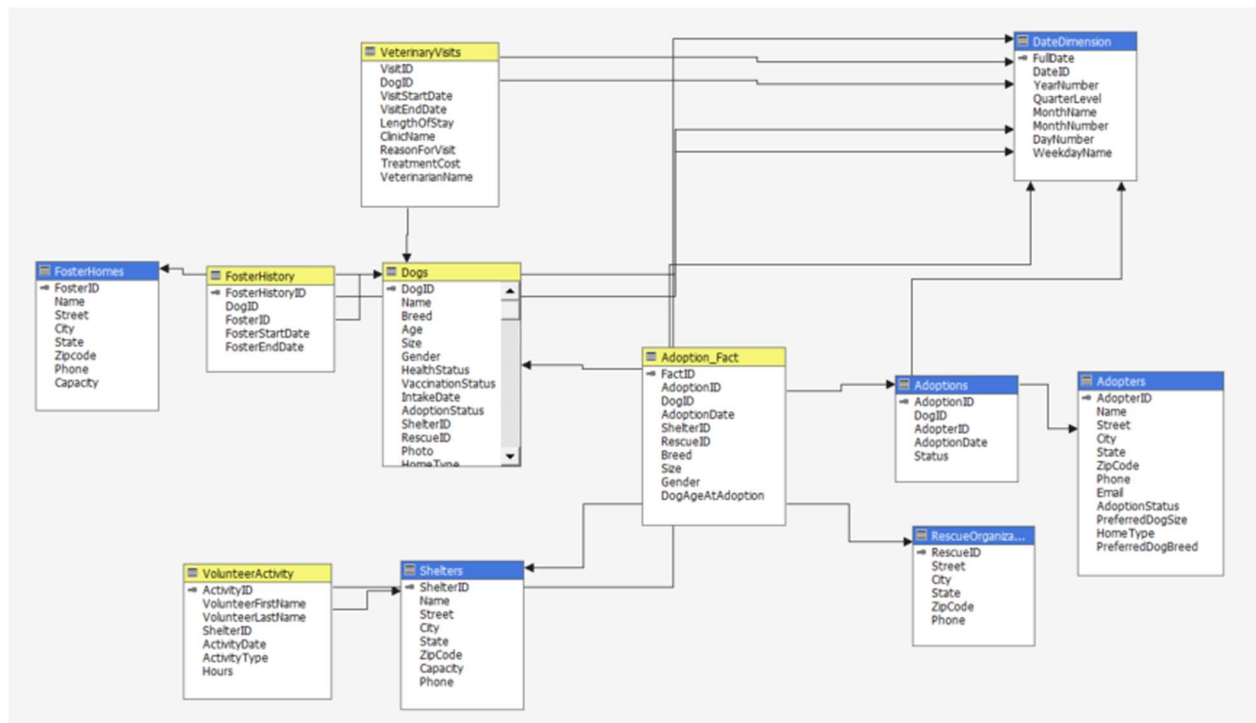 VeterinaryVisits
VisitID
DogID
VisitStartDate
VisitEndDate
LengthOfStay
ClinicName
ReasonForVisit
TreatmentCost
VeterinarianName
DateDimension
FullDate
DateID
YearNumber
QuarterLevel
MonthName
MonthNumber
DayNumber
WeekdayName
FosterHomes
FosterID
Name
Street
City
State
Zipcode
Phone
Capacity
FosterHistory
FosterHistoryID
DogID
FosterID
FosterStartDate
FosterEndDate
Dogs
DogID
Name
Breed
Age
Size
Gender
HealthStatus
VaccinationStatus
IntakeDate
AdoptionStatus
ShelterID
RescueID
Photo
HomeType
Adoption_Fact
FactID
AdoptionID
DogID
AdoptionDate
ShelterID
RescueID
Breed
Size
Gender
DogAgeAtAdoption
Adoptions
AdoptionID
DogID
AdopterID
AdoptionDate
Status
Adopters
AdopterID
Name
Street
City
State
ZipCode
Phone
Email
AdoptionStatus
PreferredDogSize
HomeType
PreferredDogBreed
RescueOrganiza...
RescueID
Street
City
State
ZipCode
Phone
VolunteerActivity
ActivityID
VolunteerFirstName
VolunteerLastName
ShelterID
ActivityDate
ActivityType
Hours
Shelters
ShelterID
Name
Street
City
State
ZipCode
Capacity
Phone